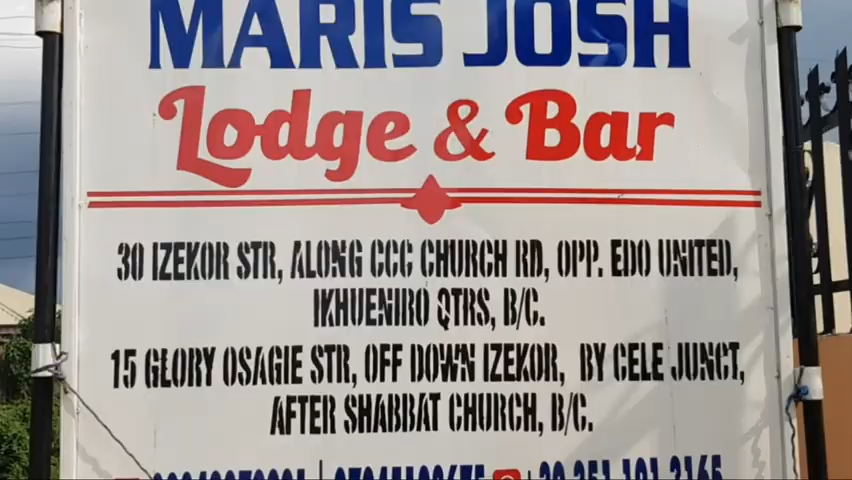 MARIS JOSH
Lodge & Bar
30 IZEKOR STR, ALONG CCC CHURCH RD, OPP. EDO UNITED,
IKHUENIRO QTRS, B/C.
15 GLORY OSAGIE STR, OFF DOWN IZEKOR, BY CELE JUNCT,
AFTER SHABBAT CHURCH, B/C.